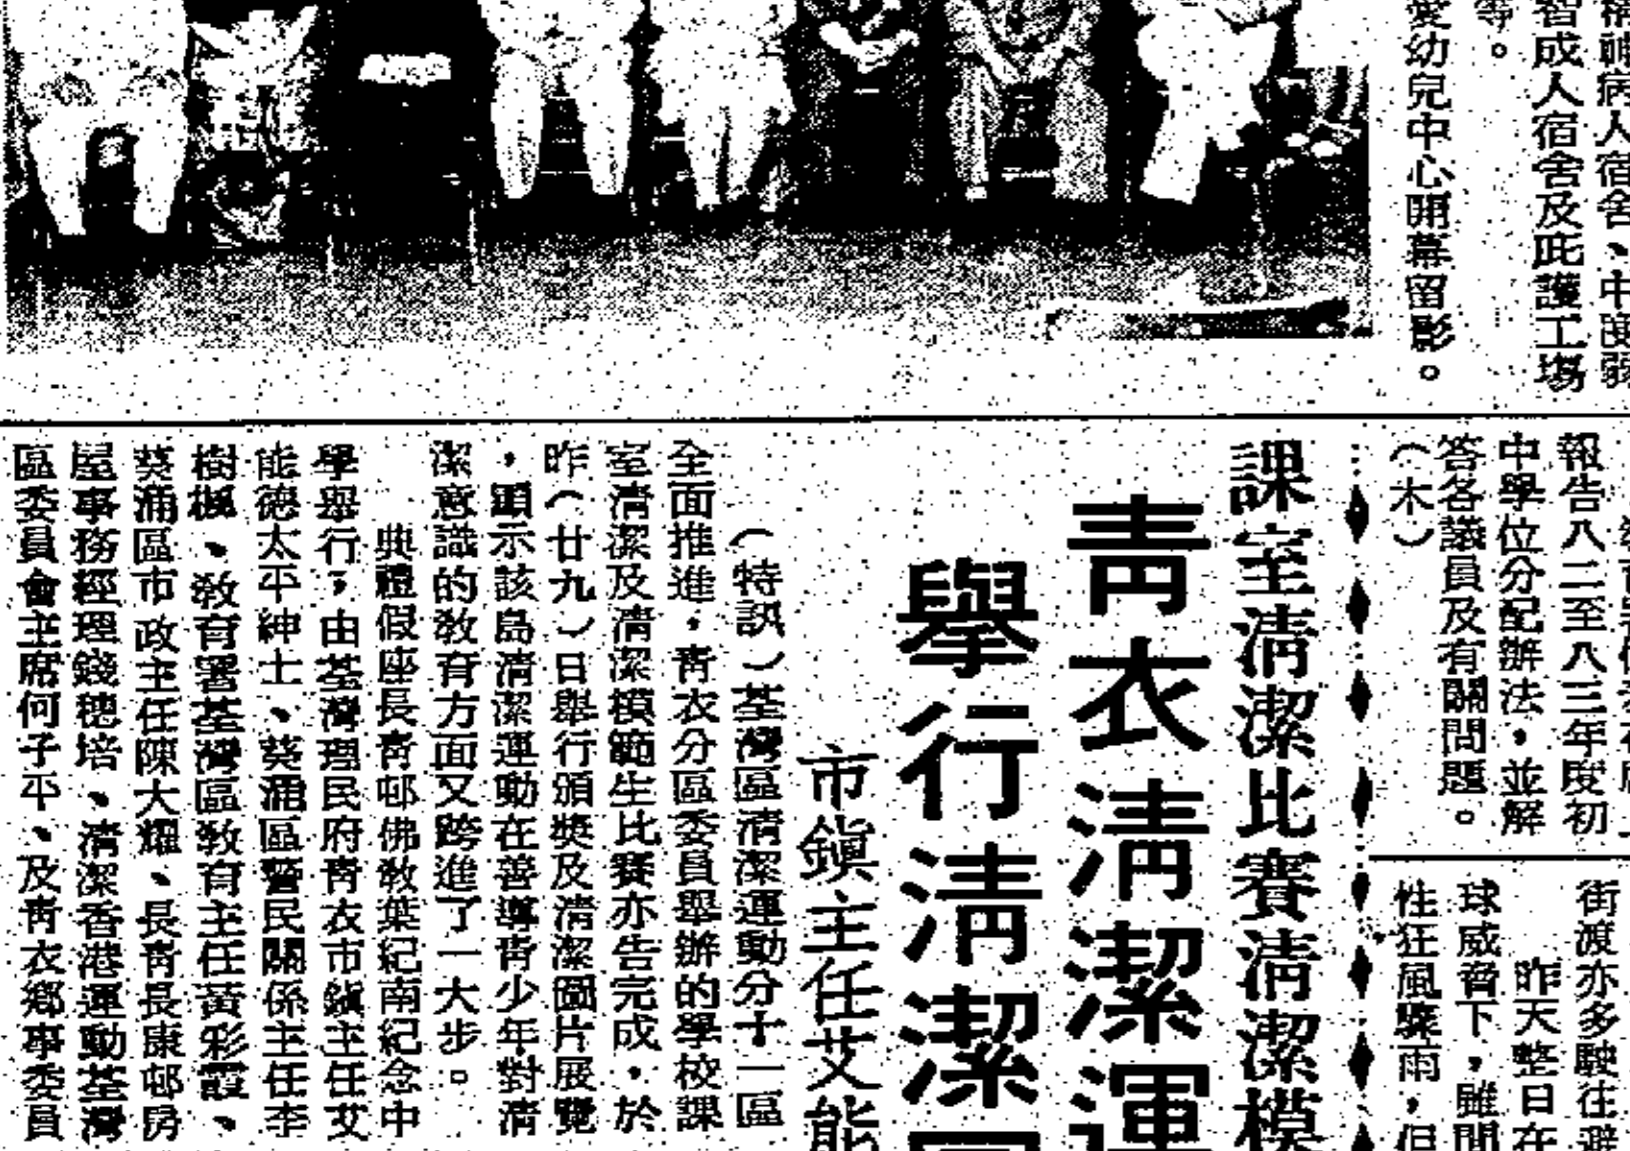 智成人宿舍及庇護工場
等。
愛幼兒中心開幕留影。
報告八二至八三年度初
中學位分配辦法，並解
答各議員及有關問題。
（木）
街渡亦多駛往避
昨天整日在
球威脅下，雖間
性狂風驟雨，但
課室清潔比賽清潔模
青衣清潔運
舉行清潔
市鎮主任艾能
（特訊）荃灣區清潔運動分十一區
全面推進，青衣分區委員舉辦的學校課
室清潔及清潔模範生比賽亦告完成，於
昨（廿九）日舉行頒獎及清潔圖片展覽
，顯示該島清潔運動在善導青少年對清
潔意識的教育方面又跨進了一大步。
典禮假座長青邨佛教葉紀南紀念中
學舉行，由荃灣理民府青衣市鎮主任艾
能德太平紳士、葵涌區警民關係主任李
樹楓、教育署荃灣區教育主任黃彩霞、
葵涌區市政主任陳大耀、長青長康邨房
屋事務經理錢穗培、清潔香港運動荃灣
區委員會主席何子平、及青衣鄉事委員